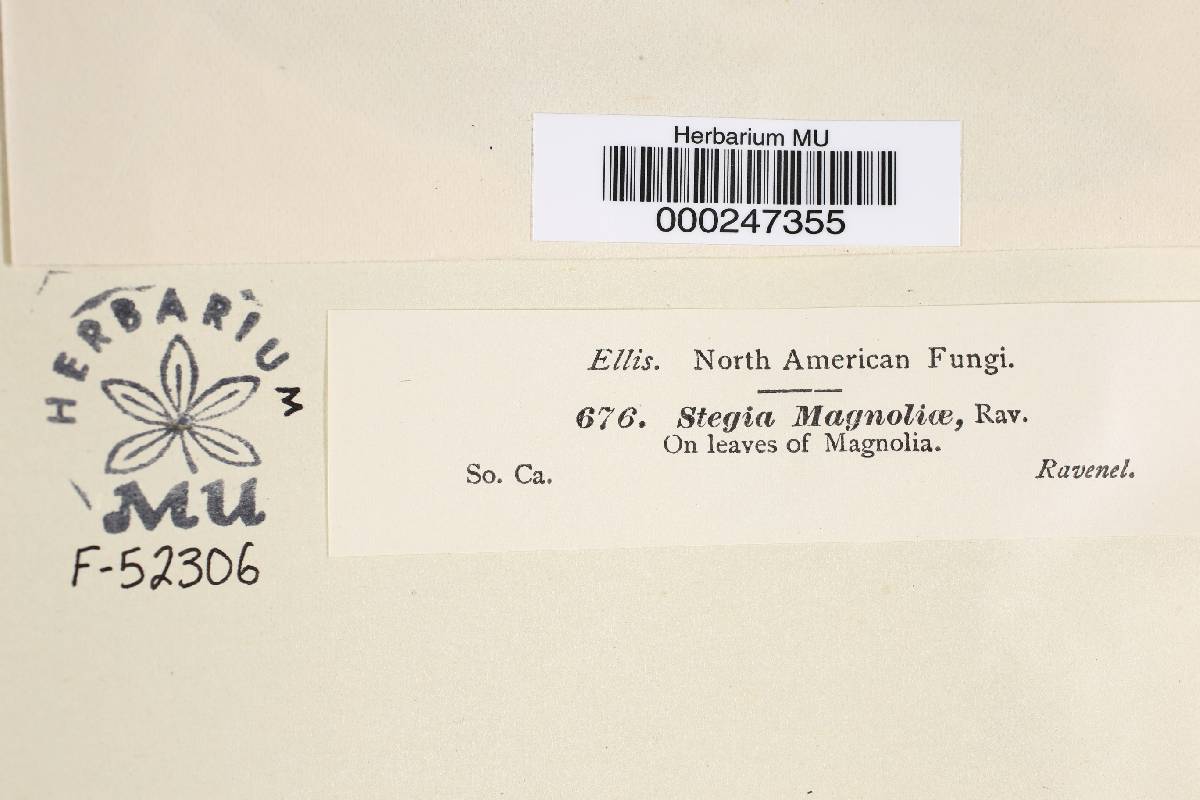 Herbarium MU
000247355
HERBARIUM
MU
F-52306
Ellis. North American Fungi.
676. Stegia Magnoliæ, Rav.
On leaves of Magnolia.
So. Ca. Ravenel.